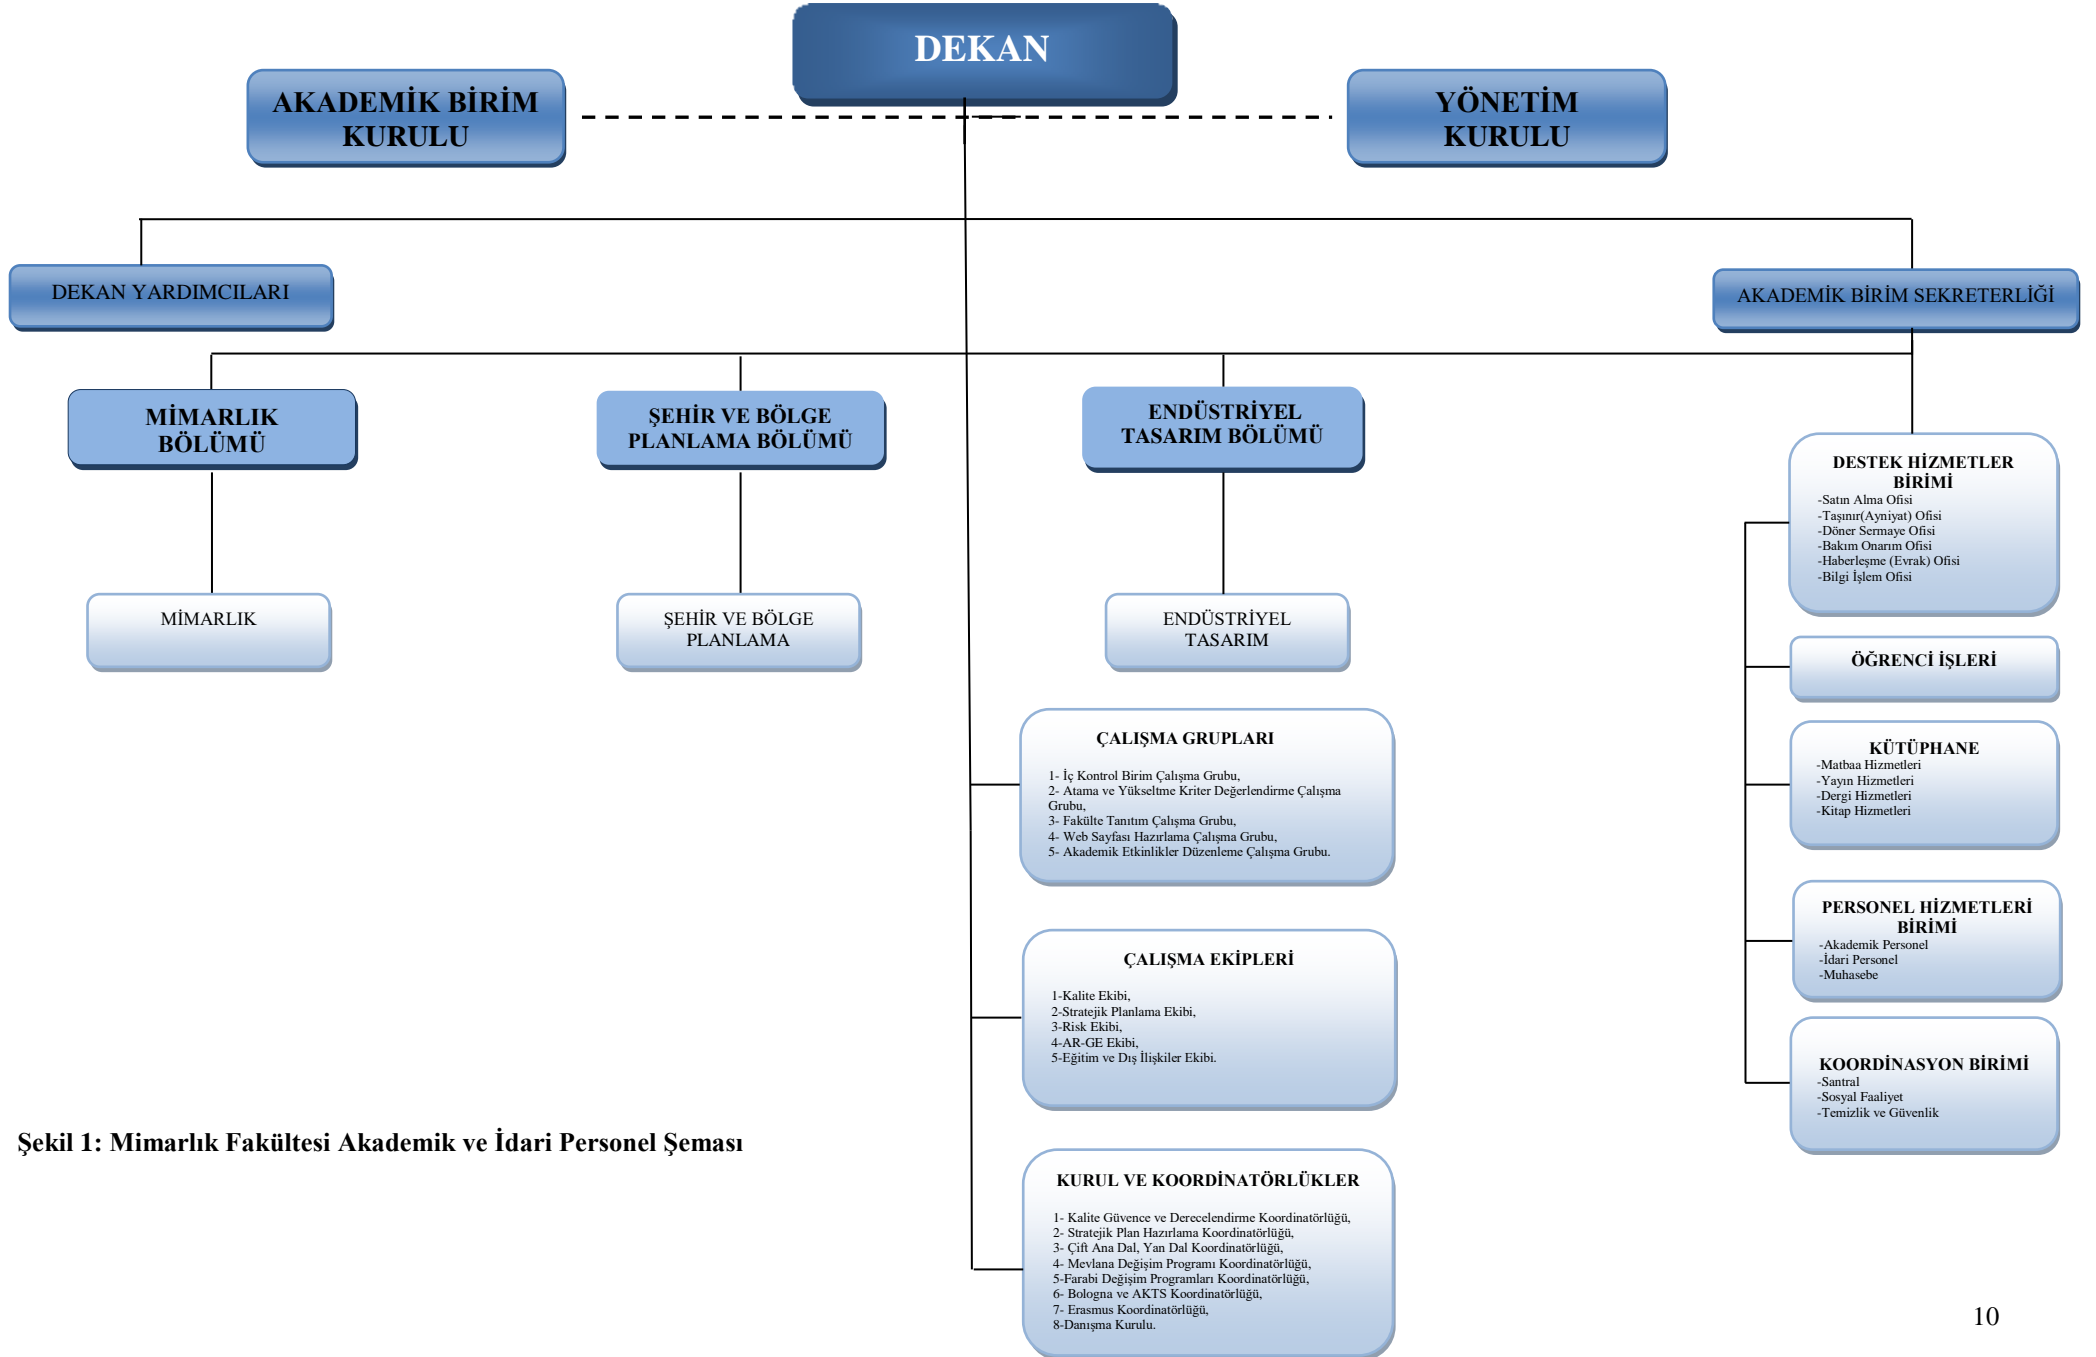 DEKAN
AKADEMİK BİRİM
KURULU
YÖNETİM
KURULU
DEKAN YARDIMCILARI
AKADEMİK BİRİM SEKRETERLİĞİ
MİMARLIK
BÖLÜMÜ
ŞEHİR VE BÖLGE
PLANLAMA BÖLÜMÜ
ENDÜSTRİYEL
TASARIM BÖLÜMÜ
MİMARLIK
ŞEHİR VE BÖLGE
PLANLAMA
ENDÜSTRİYEL
TASARIM
DESTEK HİZMETLER
BİRİMİ
-Satın Alma Ofisi
-Taşınır(Ayniyat) Ofisi
-Döner Sermaye Ofisi
-Bakım Onarım Ofisi
-Haberleşme (Evrak) Ofisi
-Bilgi İşlem Ofisi
ÖĞRENCİ İŞLERİ
KÜTÜPHANE
-Matbaa Hizmetleri
-Yayın Hizmetleri
-Dergi Hizmetleri
-Kitap Hizmetleri
PERSONEL HİZMETLERİ
BİRİMİ
-Akademik Personel
-İdari Personel
-Muhasebe
KOORDİNASYON BİRİMİ
-Santral
-Sosyal Faaliyet
-Temizlik ve Güvenlik
ÇALIŞMA GRUPLARI
1- İç Kontrol Birim Çalışma Grubu,
2- Atama ve Yükseltme Kriter Değerlendirme Çalışma
Grubu,
3- Fakülte Tanıtım Çalışma Grubu,
4- Web Sayfası Hazırlama Çalışma Grubu,
5- Akademik Etkinlikler Düzenleme Çalışma Grubu.
ÇALIŞMA EKİPLERİ
1-Kalite Ekibi,
2-Stratejik Planlama Ekibi,
3-Risk Ekibi,
4-AR-GE Ekibi,
5-Eğitim ve Dış İlişkiler Ekibi.
KURUL VE KOORDİNATÖRLÜKLER
1- Kalite Güvence ve Derecelendirme Koordinatörlüğü,
2- Stratejik Plan Hazırlama Koordinatörlüğü,
3- Çift Ana Dal, Yan Dal Koordinatörlüğü,
4- Mevlana Değişim Programı Koordinatörlüğü,
5-Farabi Değişim Programları Koordinatörlüğü,
6- Bologna ve AKTS Koordinatörlüğü,
7- Erasmus Koordinatörlüğü,
8-Danışma Kurulu.
Şekil 1: Mimarlık Fakültesi Akademik ve İdari Personel Şeması
10